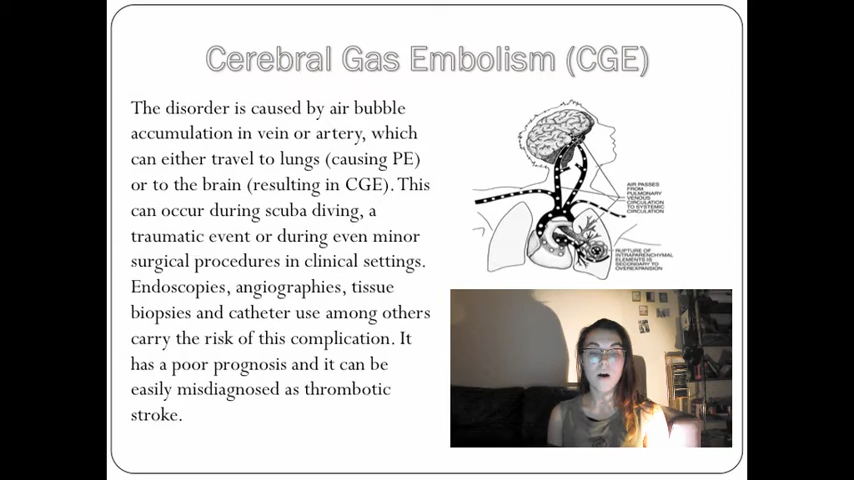 Cerebral Gas Embolism (CGE)
The disorder is caused by air bubble
accumulation in vein or artery, which
can either travel to lungs (causing PE)
or to the brain (resulting in CGE). This
can occur during scuba diving, a
traumatic event or during even minor
surgical procedures in clinical settings.
Endoscopies, angiographies, tissue
biopsies and catheter use among others
carry the risk of this complication. It
has a poor prognosis and it can be
easily misdiagnosed as thrombotic
stroke.
AIR PASSES
FROM
PULMONARY
VENOUS
CIRCULATION
TO SYSTEMIC
CIRCULATION
RUPTURE OF
INTRAPARENCHYMAL
ELEMENTS IS
SECONDARY TO
OVEREXPANSION